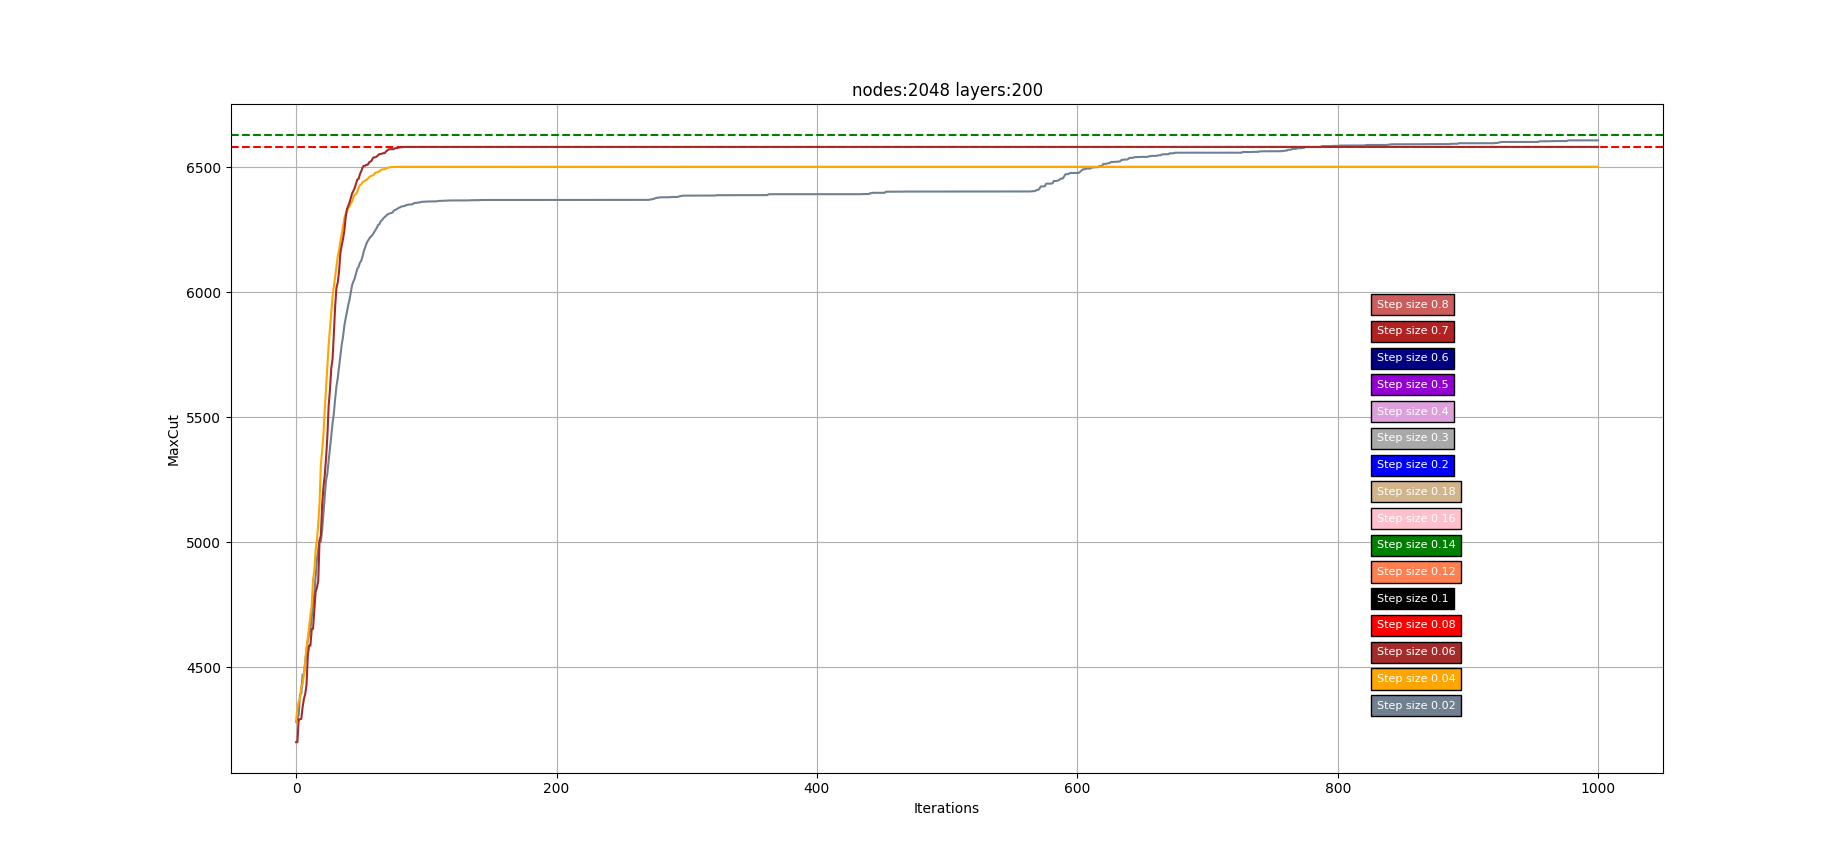 nodes:2048 layers:200
MaxCut
6500
6000
5500
5000
4500
Step size 0.8
Step size 0.7
Step size 0.6
Step size 0.5
Step size 0.4
Step size 0.3
Step size 0.2
Step size 0.18
Step size 0.16
Step size 0.14
Step size 0.12
Step size 0.1
Step size 0.08
Step size 0.06
Step size 0.04
Step size 0.02
0 200 400 600 800 1000
Iterations